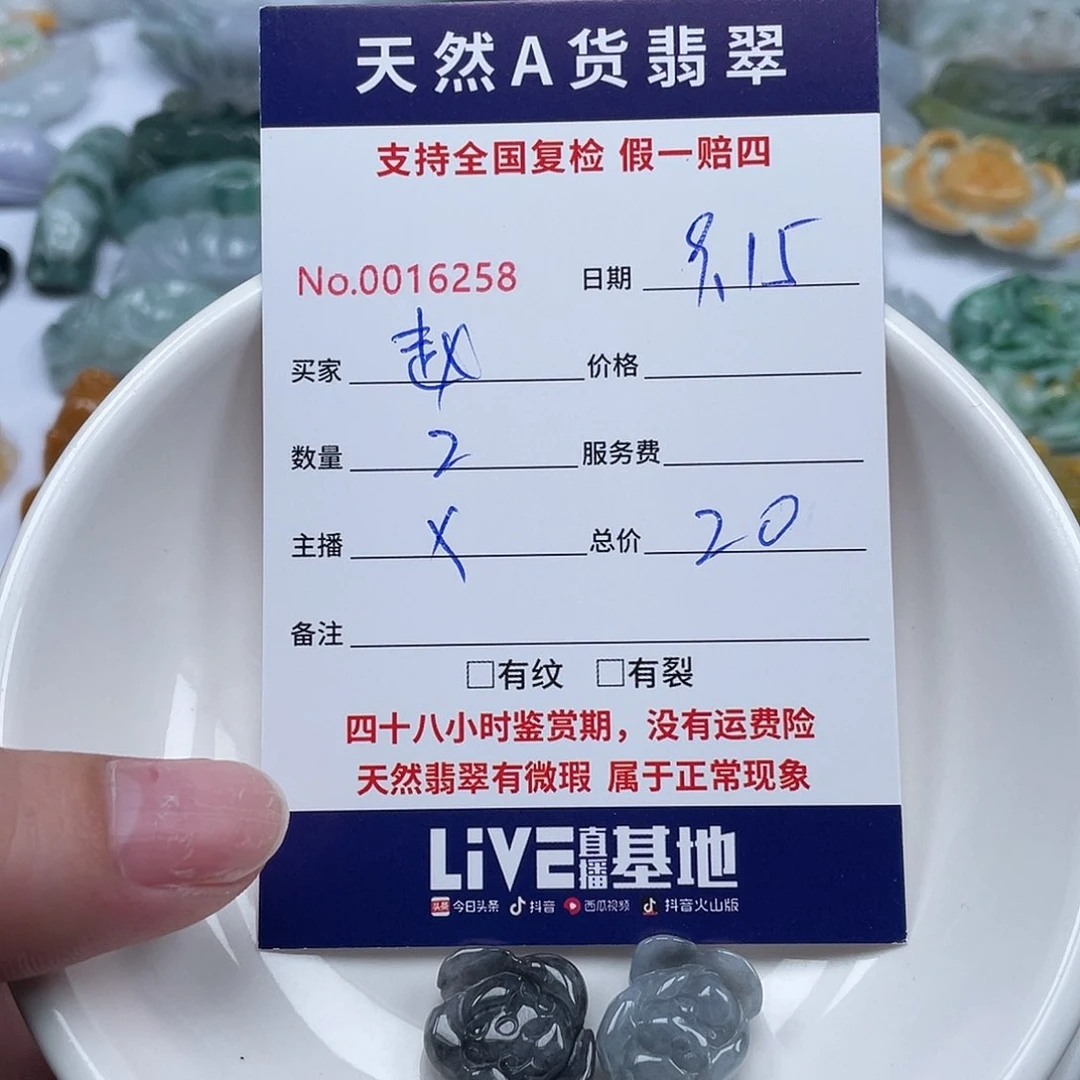 天然A货翡翠
支持全国复检 假一赔四
No.0016258 日期 9.15
买家 赵 价格
数量 2 服务费
主播 X 总价 20
备注
□有纹 □有裂
四十八小时鉴赏期，没有运费险
天然翡翠有微瑕 属于正常现象
LiVE直播基地
头条 今日头条 抖音 西瓜视频 抖音火山版